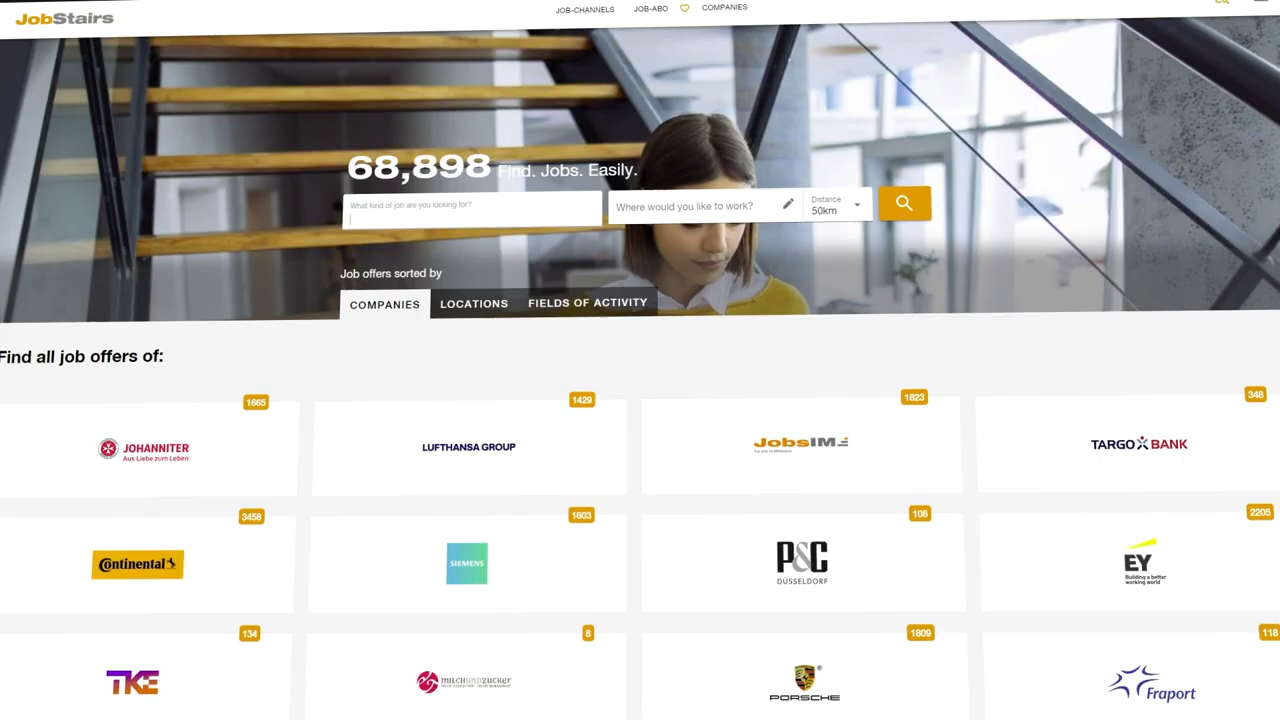 JobStairs
JOB-CHANNELS
JOB-ABO
COMPANIES
68,898 Find. Jobs. Easily.
What kind of job are you looking for?
Where would you like to work?
Distance
50km
Job offers sorted by
COMPANIES
LOCATIONS
FIELDS OF ACTIVITY
Find all job offers of:
1665
1429
1823
348
JOHANNITER
Aus Liebe zum Leben
LUFTHANSA GROUP
JobsIM
TARGO BANK
3458
1603
108
2205
Continental
SIEMENS
P&C
DÜSSELDORF
EY
Building a better
working world
134
8
1809
118
TKE
MILCHUNDZUCKER
PORSCHE
®
Fraport